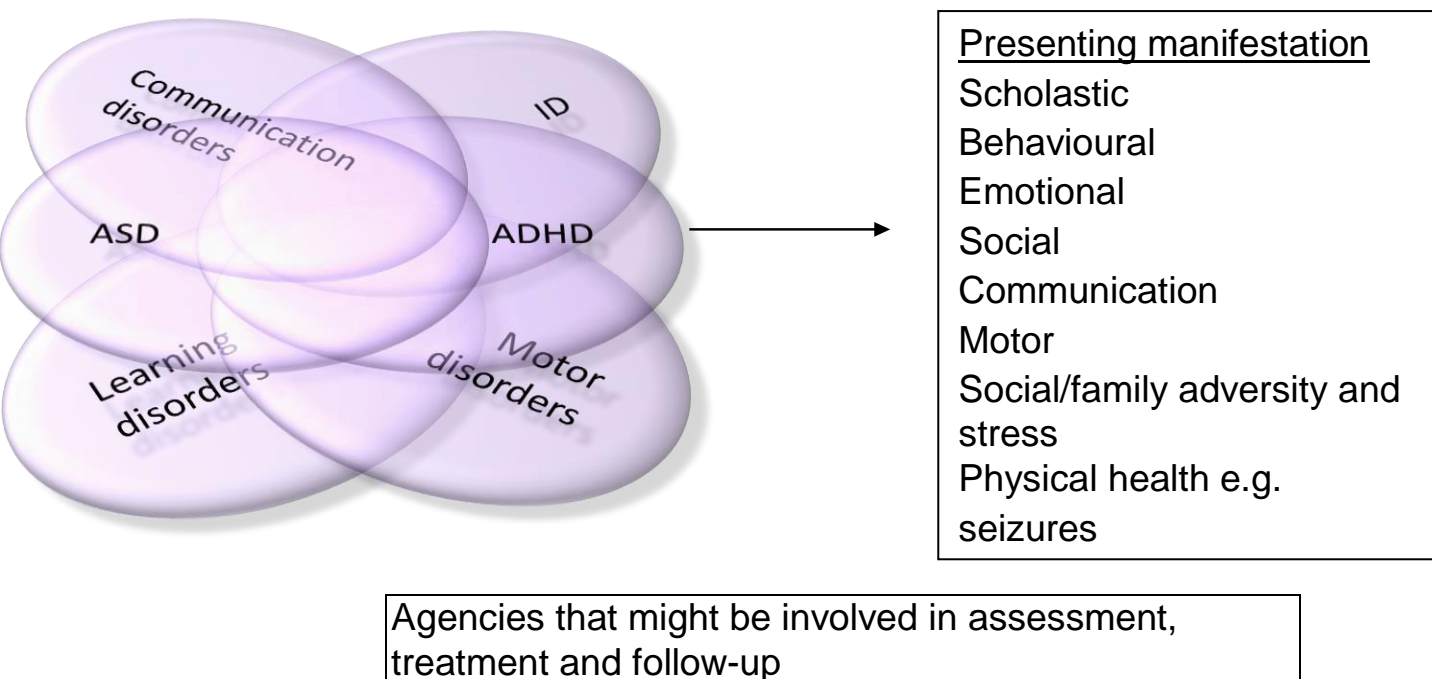 Communication
disorders
ID
ASD
ADHD
Learning
disorders
Motor
disorders
Presenting manifestation
Scholastic
Behavioural
Emotional
Social
Communication
Motor
Social/family adversity and
stress
Physical health e.g.
seizures
Agencies that might be involved in assessment,
treatment and follow-up